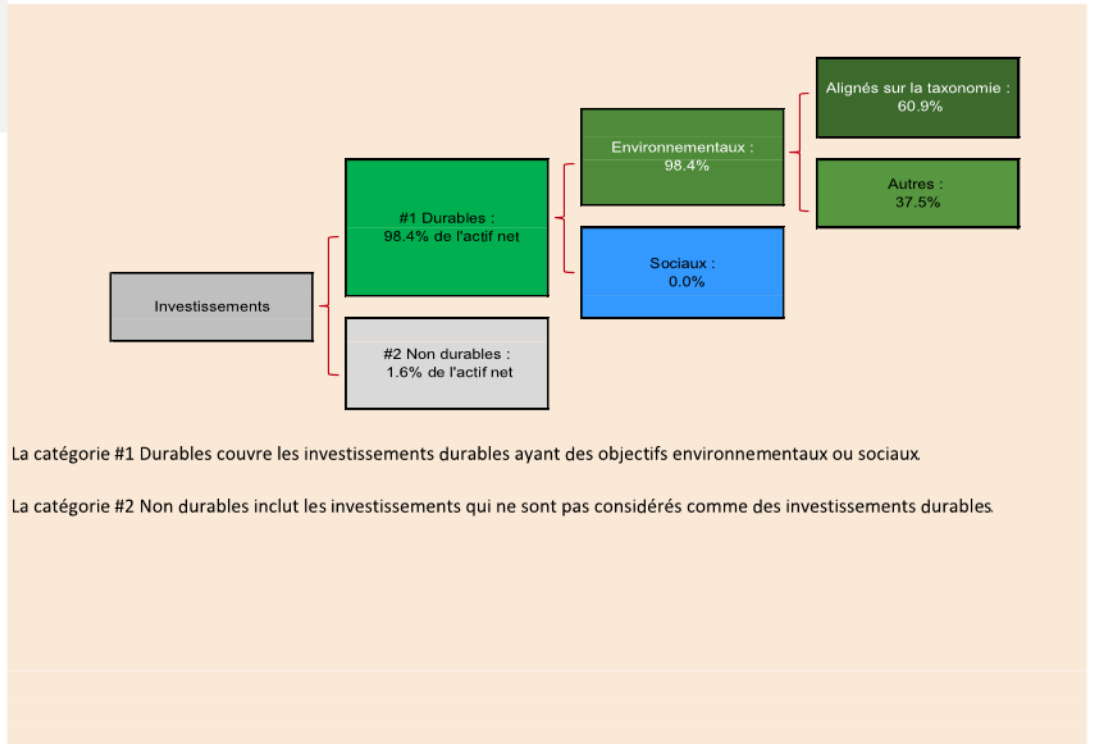 Alignés sur la taxonomie :
60.9%
Environnementaux :
98.4%
Autres :
37.5%
#1 Durables :
98.4% de l'actif net
Sociaux :
0.0%
Investissements
#2 Non durables :
1.6% de l'actif net
La catégorie #1 Durables couvre les investissements durables ayant des objectifs environnementaux ou sociaux.
La catégorie #2 Non durables inclut les investissements qui ne sont pas considérés comme des investissements durables.